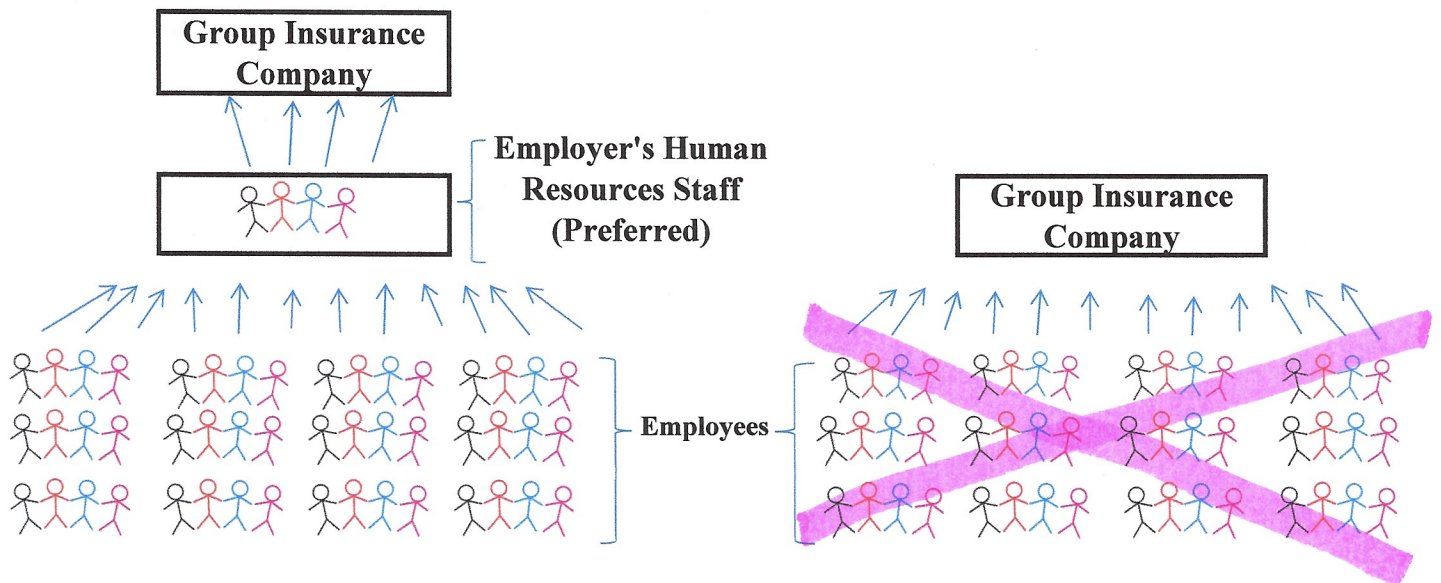 Group Insurance
Company
Employer's Human
Resources Staff
(Preferred)
Group Insurance
Company
Employees